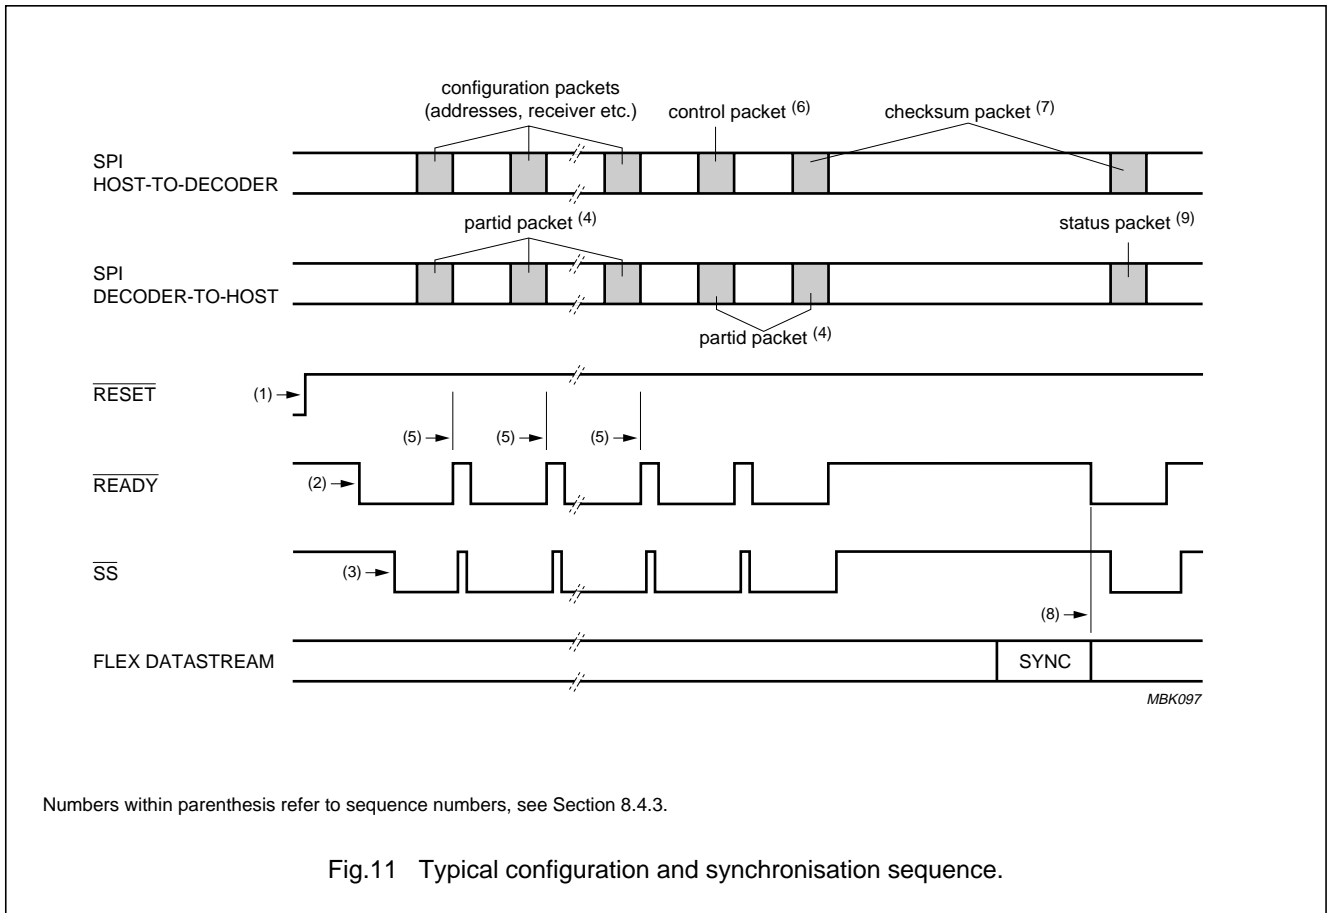 configuration packets
(addresses, receiver etc.)
control packet (6)
checksum packet (7)
SPI
HOST-TO-DECODER
partid packet (4)
status packet (9)
SPI
DECODER-TO-HOST
partid packet (4)
RESET
(1)
(5)
(5)
(5)
READY
(2)
SS
(3)
(8)
FLEX DATASTREAM
SYNC
MBK097
Numbers within parenthesis refer to sequence numbers, see Section 8.4.3.
Fig.11 Typical configuration and synchronisation sequence.